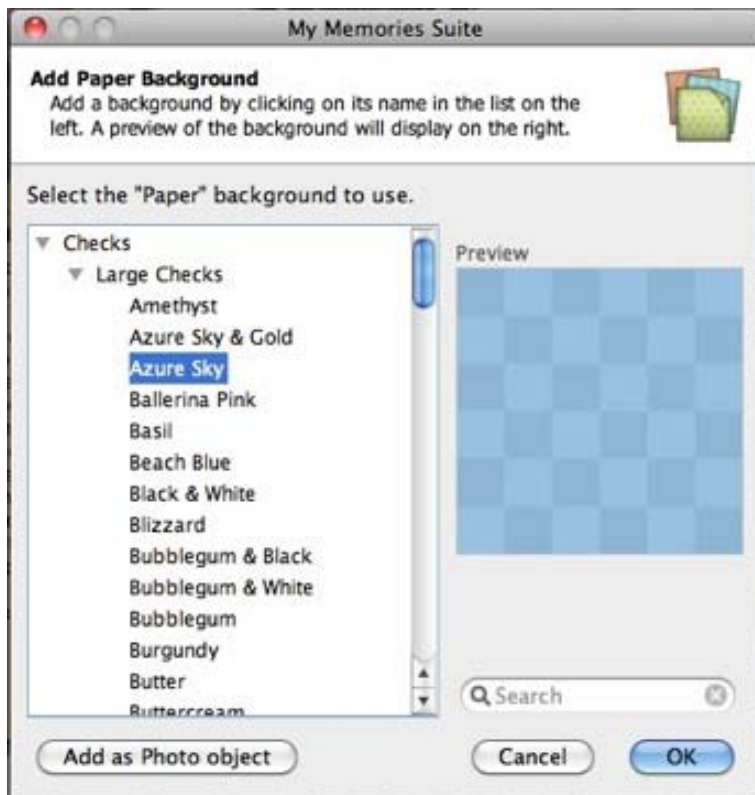 My Memories Suite
Add Paper Background
Add a background by clicking on its name in the list on the
left. A preview of the background will display on the right.
Select the "Paper" background to use.
Checks
Large Checks
Amethyst
Azure Sky & Gold
Azure Sky
Ballerina Pink
Basil
Beach Blue
Black & White
Blizzard
Bubblegum & Black
Bubblegum & White
Bubblegum
Burgundy
Butter
Buttercream
Preview
Search
Add as Photo object
Cancel
OK